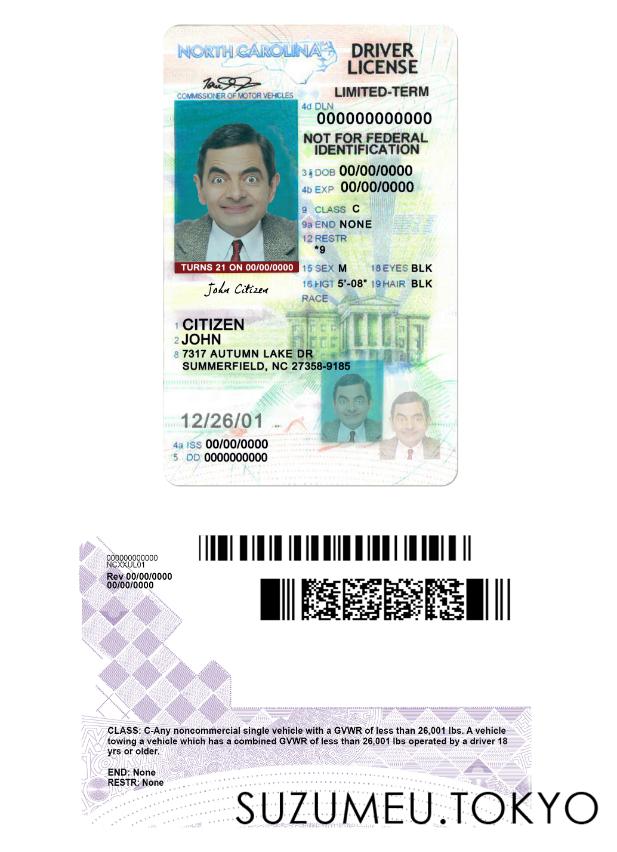 NORTH CAROLINA
DRIVER
LICENSE
COMMISSIONER OF MOTOR VEHICLES
LIMITED-TERM
4d DLN
000000000000
NOT FOR FEDERAL
IDENTIFICATION
3 DOB 00/00/0000
4b EXP 00/00/0000
9 CLASS C
9a END NONE
12 RESTR
*9
15 SEX M 18 EYES BLK
16 HGT 5'-08" 19 HAIR BLK
RACE
TURNS 21 ON 00/00/0000
John Citizen
1 CITIZEN
2 JOHN
8 7317 AUTUMN LAKE DR
SUMMERFIELD, NC 27358-9185
12/26/01
4a ISS 00/00/0000
5 DD 0000000000
000000000000
NCXXUL01
Rev 00/00/0000
00/00/0000
CLASS: C-Any noncommercial single vehicle with a GVWR of less than 26,001 lbs. A vehicle
towing a vehicle which has a combined GVWR of less than 26,001 lbs operated by a driver 18
yrs or older.
END: None
RESTR: None
SUZUMEU.TOKYO